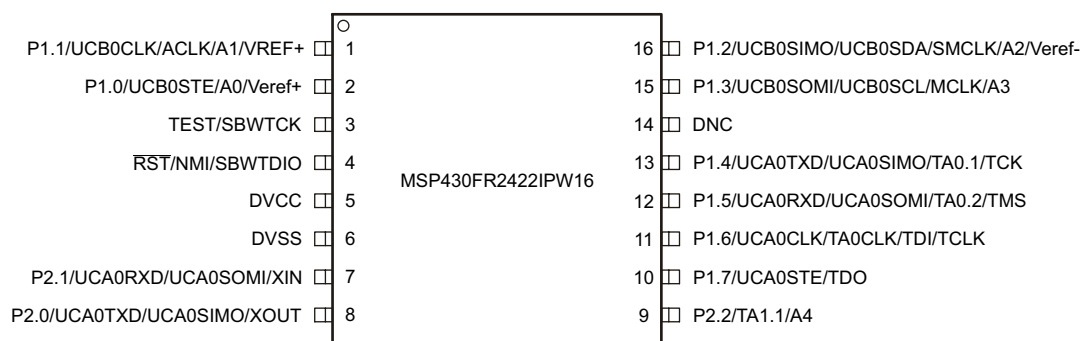 P1.1/UCB0CLK/ACLK/A1/VREF+ 1 16 P1.2/UCB0SIMO/UCB0SDA/SMCLK/A2/Veref-
P1.0/UCB0STE/A0/Veref+ 2 15 P1.3/UCB0SOMI/UCB0SCL/MCLK/A3
TEST/SBWTCK 3 14 DNC
RST/NMI/SBWTDIO 4 13 P1.4/UCA0TXD/UCA0SIMO/TA0.1/TCK
MSP430FR2422IPW16
DVCC 5 12 P1.5/UCA0RXD/UCA0SOMI/TA0.2/TMS
DVSS 6 11 P1.6/UCA0CLK/TA0CLK/TDI/TCLK
P2.1/UCA0RXD/UCA0SOMI/XIN 7 10 P1.7/UCA0STE/TDO
P2.0/UCA0TXD/UCA0SIMO/XOUT 8 9 P2.2/TA1.1/A4